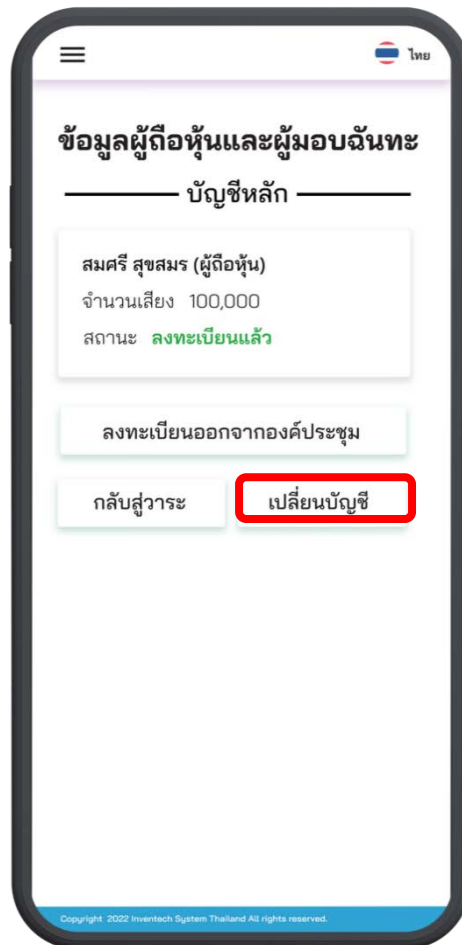 ไทย
ข้อมูลผู้ถือหุ้นและผู้มอบฉันทะ
บัญชีหลัก
สมศรี สุขสมร (ผู้ถือหุ้น)
จำนวนเสียง 100,000
สถานะ ลงทะเบียนแล้ว
ลงทะเบียนออกจากองค์ประชุม
กลับสู่วาระ เปลี่ยนบัญชี
Copyright 2022 Inventech System Thailand All rights reserved.